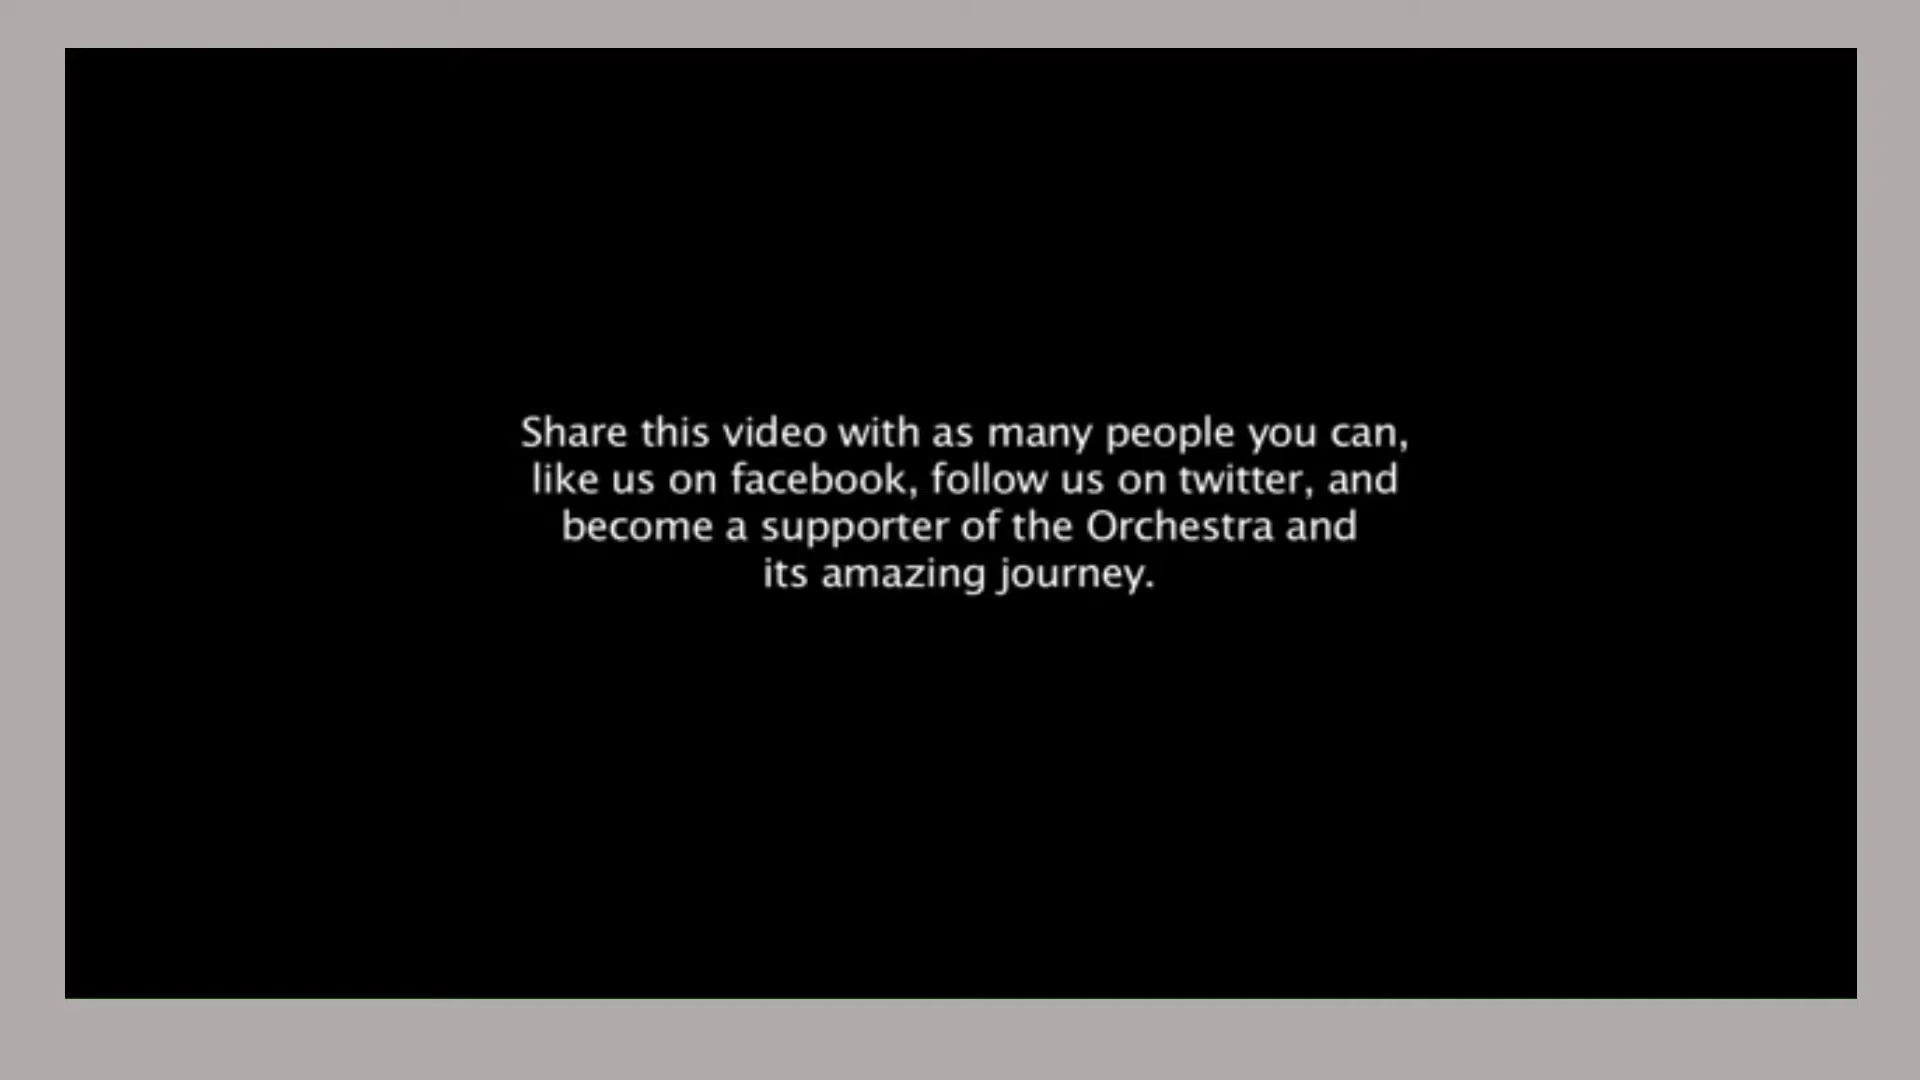 Share this video with as many people you can,
like us on facebook, follow us on twitter, and
become a supporter of the Orchestra and
its amazing journey.